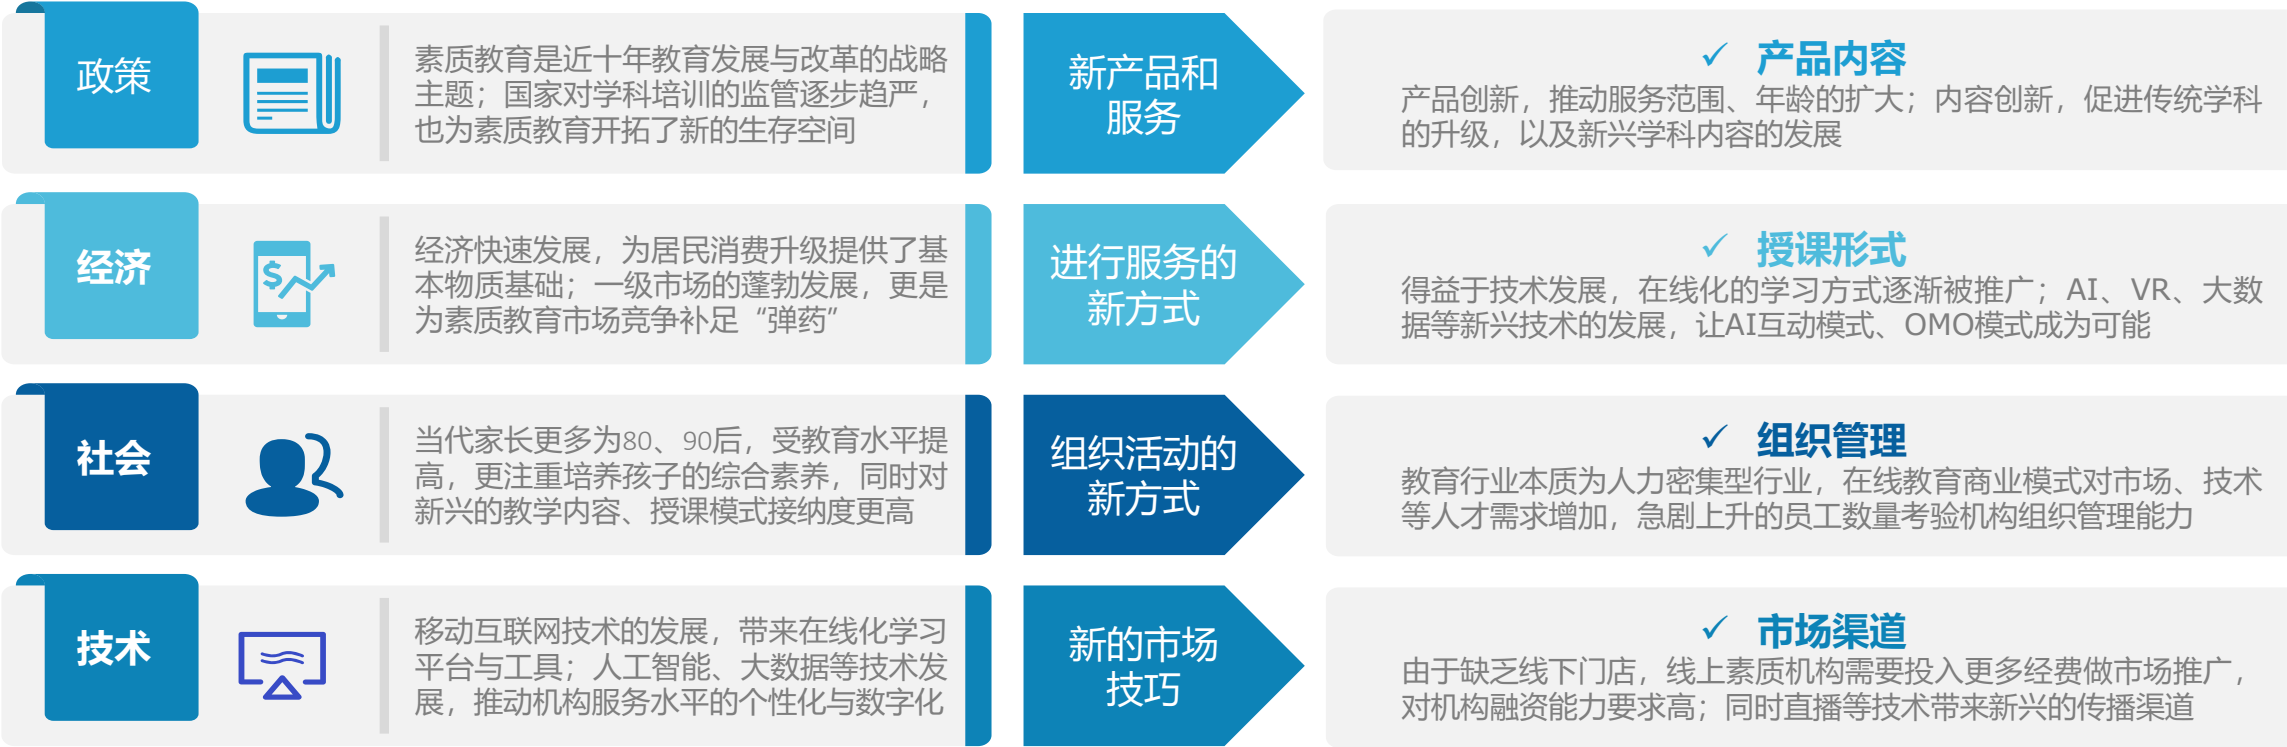 政策
素质教育是近十年教育发展与改革的战略
主题；国家对学科培训的监管逐步趋严，
也为素质教育开拓了新的生存空间
新产品和
服务
✓ 产品内容
产品创新，推动服务范围、年龄的扩大；内容创新，促进传统学科
的升级，以及新兴学科内容的发展
经济
经济快速发展，为居民消费升级提供了基
本物质基础；一级市场的蓬勃发展，更是
为素质教育市场竞争补足“弹药”
进行服务的
新方式
✓ 授课形式
得益于技术发展，在线化的学习方式逐渐被推广；AI、VR、大数
据等新兴技术的发展，让AI互动模式、OMO模式成为可能
社会
当代家长更多为80、90后，受教育水平提
高，更注重培养孩子的综合素养，同时对
新兴的教学内容、授课模式接纳度更高
组织活动的
新方式
✓ 组织管理
教育行业本质为人力密集型行业，在线教育商业模式对市场、技术
等人才需求增加，急剧上升的员工数量考验机构组织管理能力
技术
移动互联网技术的发展，带来在线化学习
平台与工具；人工智能、大数据等技术发
展，推动机构服务水平的个性化与数字化
新的市场
技巧
✓ 市场渠道
由于缺乏线下门店，线上素质机构需要投入更多经费做市场推广，
对机构融资能力要求高；同时直播等技术带来新兴的传播渠道